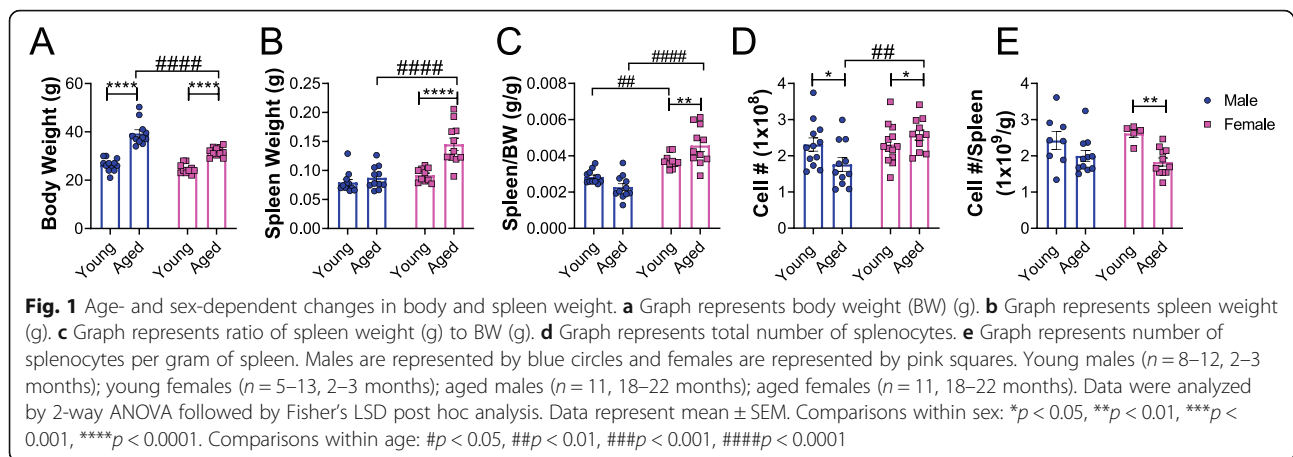 A B C D E
#### #### #### ## ##
**** **** **** ** * * **
Body Weight (g)
60
40
20
0
Young Aged Young Aged
Spleen Weight (g)
0.25
0.20
0.15
0.10
0.05
0.00
Young Aged Young Aged
Spleen/BW (g/g)
0.008
0.006
0.004
0.002
0.000
Young Aged Young Aged
Cell # (1x10⁸)
4
3
2
1
0
Young Aged Young Aged
Cell #/Spleen
(1x10⁹/g)
4
3
2
1
0
Young Aged Young Aged
Male
Female
Fig. 1 Age- and sex-dependent changes in body and spleen weight. a Graph represents body weight (BW) (g). b Graph represents spleen weight
(g). c Graph represents ratio of spleen weight (g) to BW (g). d Graph represents total number of splenocytes. e Graph represents number of
splenocytes per gram of spleen. Males are represented by blue circles and females are represented by pink squares. Young males (n = 8–12, 2–3
months); young females (n = 5–13, 2–3 months); aged males (n = 11, 18–22 months); aged females (n = 11, 18–22 months). Data were analyzed
by 2-way ANOVA followed by Fisher's LSD post hoc analysis. Data represent mean ± SEM. Comparisons within sex: *p < 0.05, **p < 0.01, ***p <
0.001, ****p < 0.0001. Comparisons within age: #p < 0.05, ##p < 0.01, ###p < 0.001, ####p < 0.0001